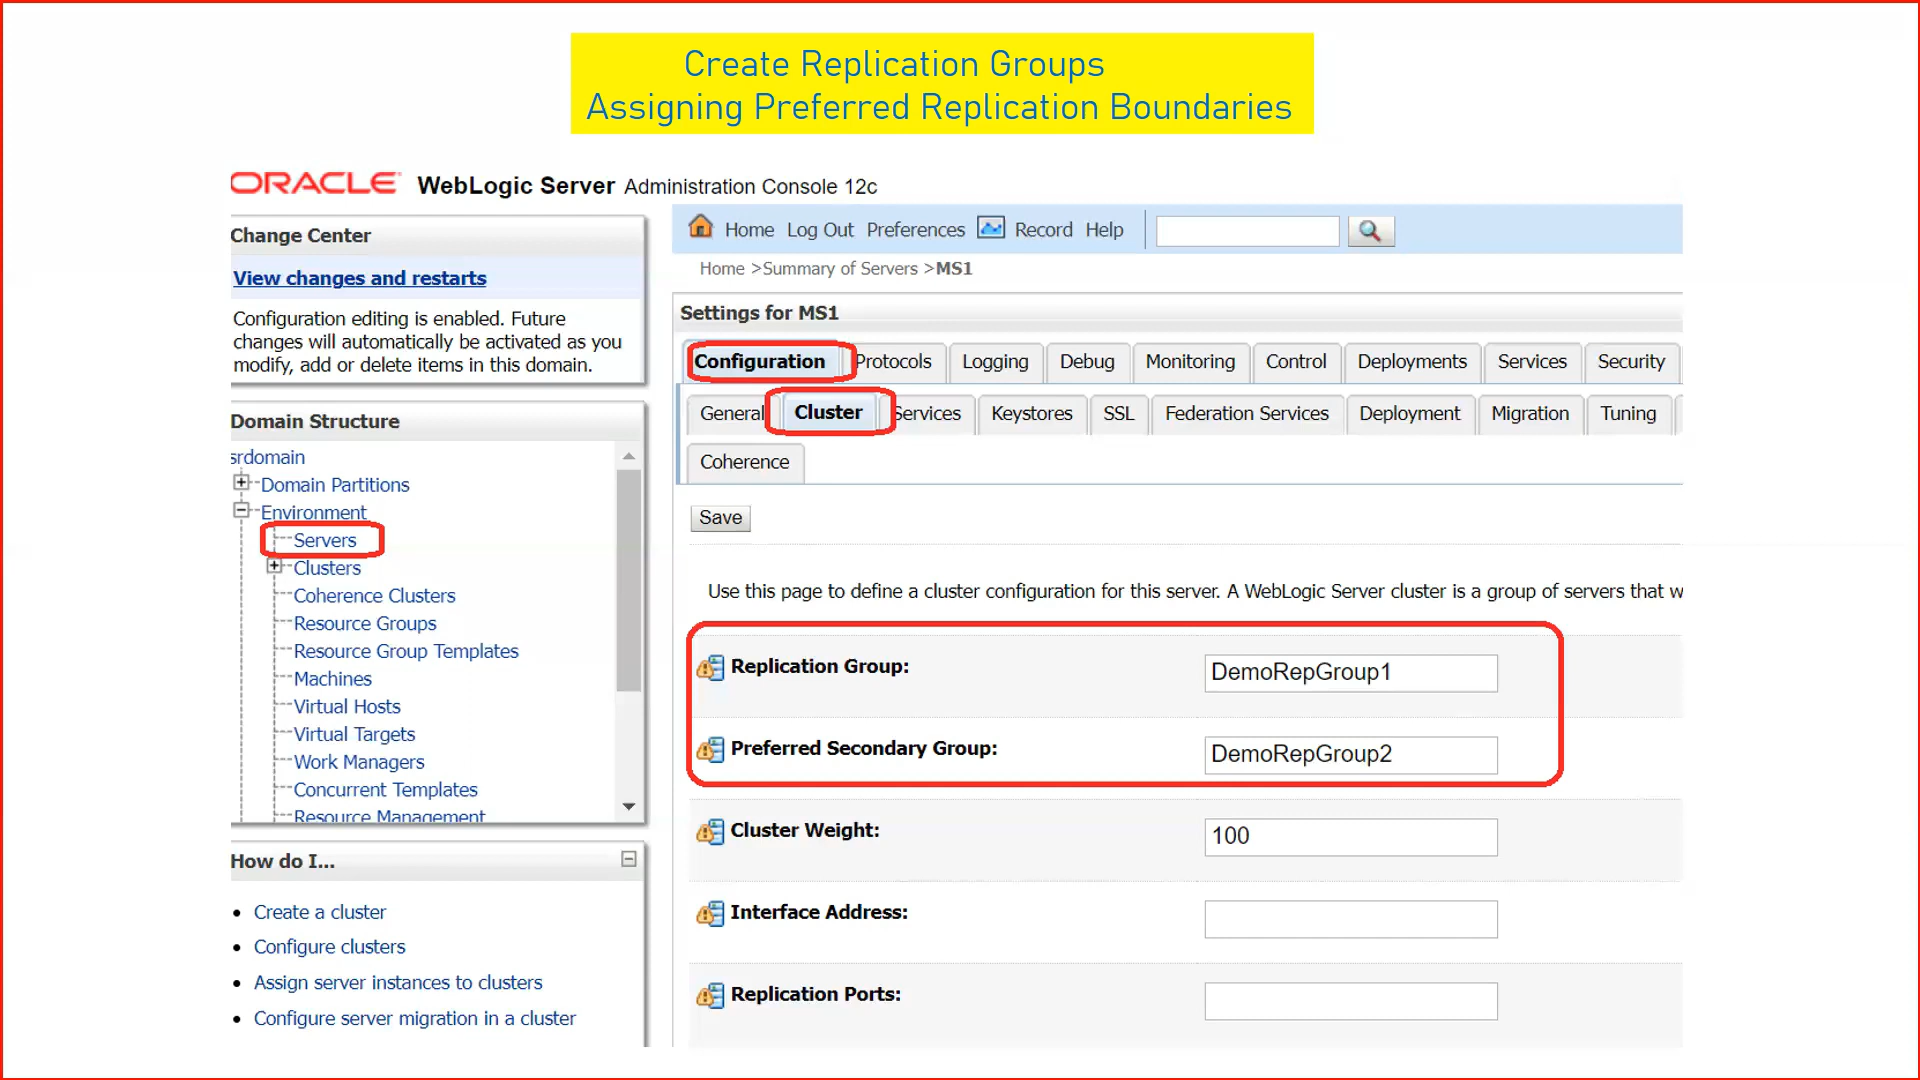 Create Replication Groups
Assigning Preferred Replication Boundaries
ORACLE WebLogic Server Administration Console 12c
Change Center
View changes and restarts
Configuration editing is enabled. Future
changes will automatically be activated as you
modify, add or delete items in this domain.
Domain Structure
srdomain
Domain Partitions
Environment
Servers
Clusters
Coherence Clusters
Resource Groups
Resource Group Templates
Machines
Virtual Hosts
Virtual Targets
Work Managers
Concurrent Templates
Resource Management
How do I...
Create a cluster
Configure clusters
Assign server instances to clusters
Configure server migration in a cluster
Home Log Out Preferences Record Help
Home >Summary of Servers >MS1
Settings for MS1
Configuration Protocols Logging Debug Monitoring Control Deployments Services Security
General Cluster Services Keystores SSL Federation Services Deployment Migration Tuning
Coherence
Save
Use this page to define a cluster configuration for this server. A WebLogic Server cluster is a group of servers that w
Replication Group: DemoRepGroup1
Preferred Secondary Group: DemoRepGroup2
Cluster Weight: 100
Interface Address:
Replication Ports: